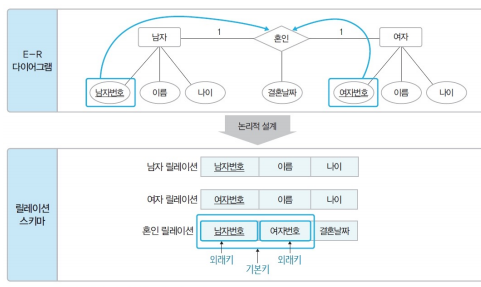 E-R
다이어그램
남자
1
혼인
1
여자
남자번호
이름
나이
결혼날짜
여자번호
이름
나이
논리적 설계
릴레이션
스키마
남자 릴레이션 남자번호 이름 나이
여자 릴레이션 여자번호 이름 나이
혼인 릴레이션 남자번호 여자번호 결혼날짜
외래키
기본키
외래키